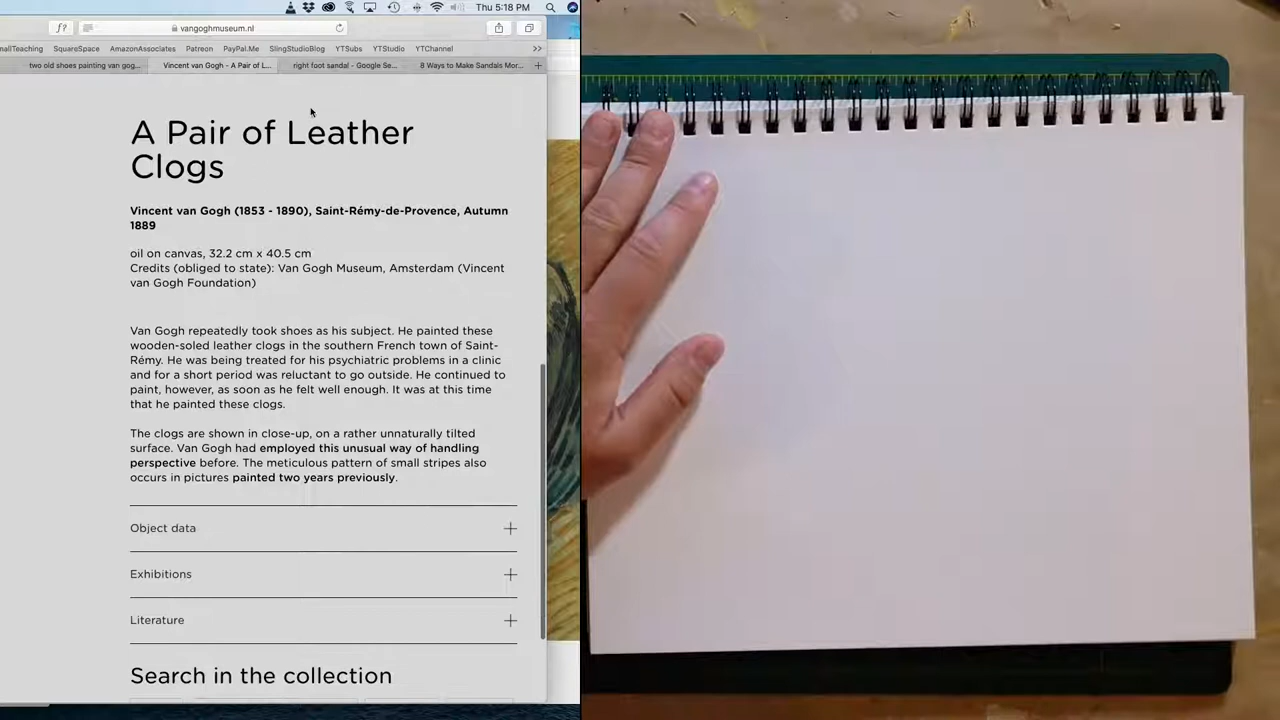 Thu 5:18 PM
f?
vangoghmuseum.nl
mallTeaching SquareSpace AmazonAssociates Patreon PayPal.Me SlingStudioBlog YTSubs YTStudio YTChannel >>
two old shoes painting van gog... Vincent van Gogh - A Pair of L... right foot sandal - Google Se... 8 Ways to Make Sandals Mor... +
A Pair of Leather
Clogs
Vincent van Gogh (1853 - 1890), Saint-Rémy-de-Provence, Autumn
1889
oil on canvas, 32.2 cm x 40.5 cm
Credits (obliged to state): Van Gogh Museum, Amsterdam (Vincent
van Gogh Foundation)
Van Gogh repeatedly took shoes as his subject. He painted these
wooden-soled leather clogs in the southern French town of Saint-
Rémy. He was being treated for his psychiatric problems in a clinic
and for a short period was reluctant to go outside. He continued to
paint, however, as soon as he felt well enough. It was at this time
that he painted these clogs.
The clogs are shown in close-up, on a rather unnaturally tilted
surface. Van Gogh had employed this unusual way of handling
perspective before. The meticulous pattern of small stripes also
occurs in pictures painted two years previously.
Object data
Exhibitions
Literature
Search in the collection